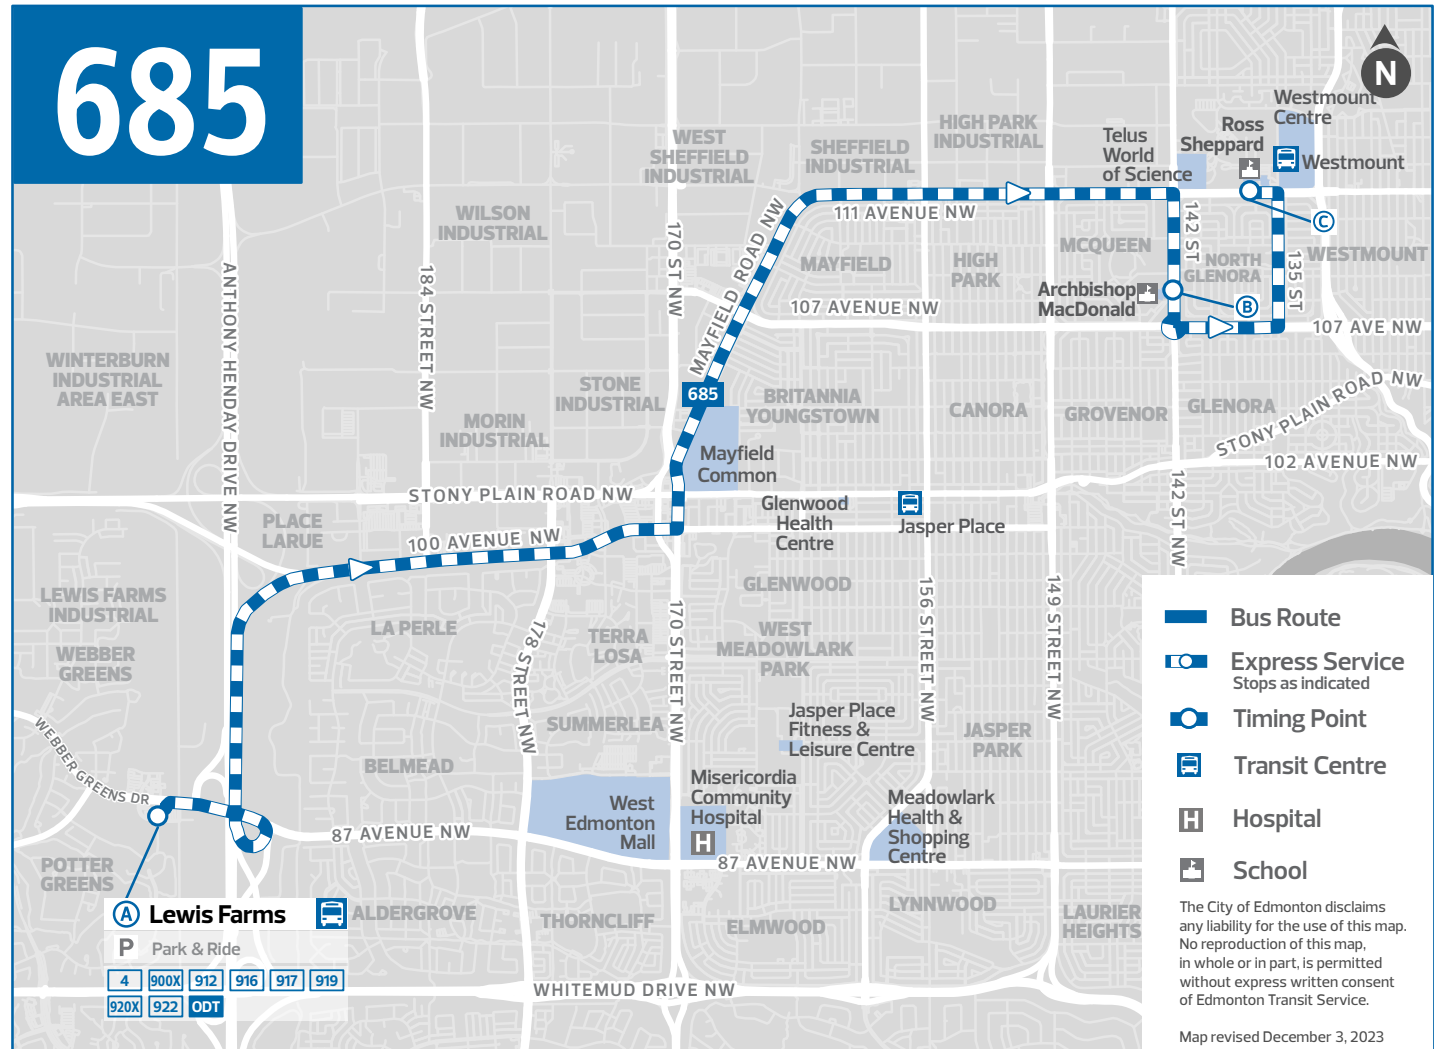 685
N
Westmount
Centre
Ross
Sheppard
Telus
World
of Science
Westmount
HIGH PARK
INDUSTRIAL
SHEFFIELD
INDUSTRIAL
WEST
SHEFFIELD
INDUSTRIAL
WILSON
INDUSTRIAL
111 AVENUE NW
MAYFIELD ROAD NW
170 ST NW
142 ST
C
135 ST
WESTMOUNT
NORTH
GLENORA
MCQUEEN
HIGH
PARK
MAYFIELD
ANTHONY HENDAY DRIVE NW
184 STREET NW
Archbishop
MacDonald
B
107 AVENUE NW
107 AVE NW
WINTERBURN
INDUSTRIAL
AREA EAST
STONE
INDUSTRIAL
685
BRITANNIA
YOUNGSTOWN
CANORA
GROVENOR
GLENORA
STONY PLAIN ROAD NW
MORIN
INDUSTRIAL
Mayfield
Common
102 AVENUE NW
142 ST NW
STONY PLAIN ROAD NW
Glenwood
Health
Centre
Jasper Place
PLACE
LARUE
100 AVENUE NW
GLENWOOD
LEWIS FARMS
INDUSTRIAL
LA PERLE
TERRA
LOSA
170 STREET NW
WEST
MEADOWLARK
PARK
156 STREET NW
149 STREET NW
WEBBER
GREENS
178 STREET NW
SUMMERLEA
Jasper Place
Fitness &
Leisure Centre
JASPER
PARK
WEBBER GREENS DR
BELMEAD
West
Edmonton
Mall
Misericordia
Community
Hospital
H
Meadowlark
Health &
Shopping
Centre
87 AVENUE NW
87 AVENUE NW
POTTER
GREENS
A Lewis Farms
P Park & Ride
4 900X 912 916 917 919
920X 922 ODT
ALDERGROVE
THORNCLIFF
ELMWOOD
LYNNWOOD
LAURIER
HEIGHTS
WHITEMUD DRIVE NW
Bus Route
Express Service
Stops as indicated
Timing Point
Transit Centre
H Hospital
School
The City of Edmonton disclaims
any liability for the use of this map.
No reproduction of this map,
in whole or in part, is permitted
without express written consent
of Edmonton Transit Service.
Map revised December 3, 2023